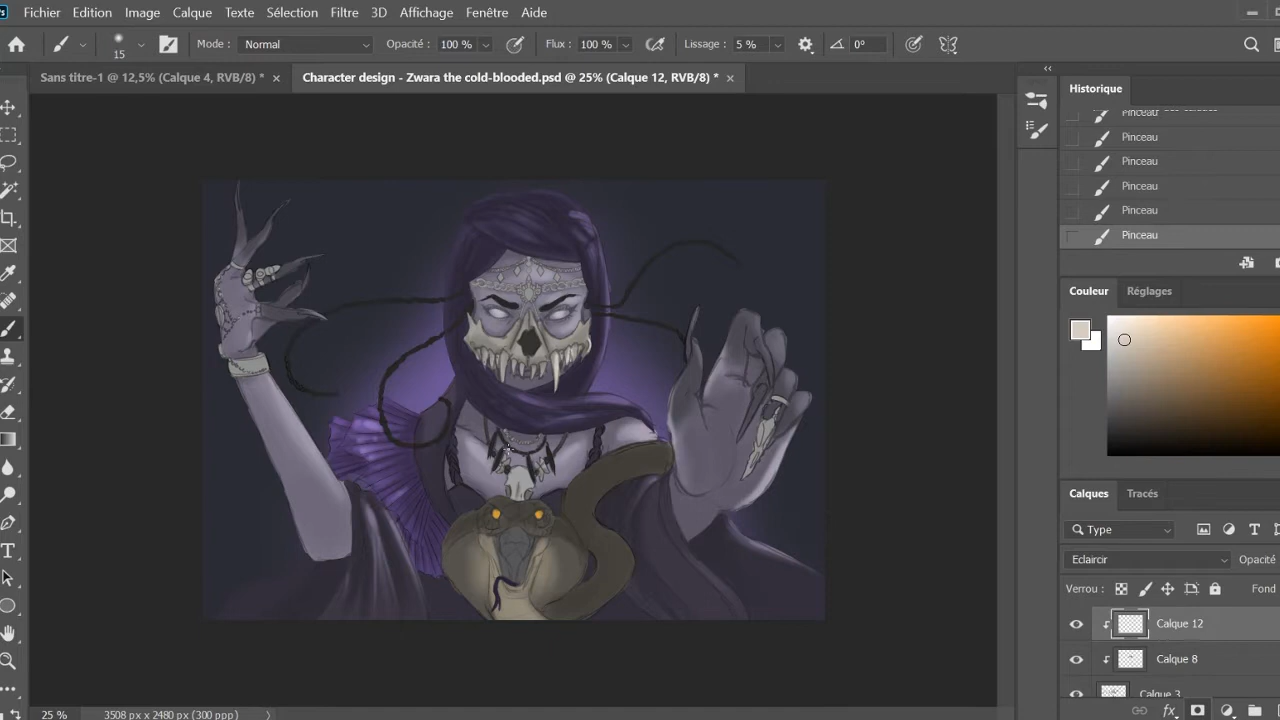 Ps Fichier Edition Image Calque Texte Sélection Filtre 3D Affichage Fenêtre Aide
15 Mode : Normal Opacité : 100 % Flux : 100 % Lissage : 5 % 0°
Sans titre-1 @ 12,5% (Calque 4, RVB/8) * × Character design - Zwara the cold-blooded.psd @ 25% (Calque 12, RVB/8) * ×
Historique
Pinceau
Pinceau
Pinceau
Pinceau
Pinceau
Pinceau
Couleur Réglages
Calques Tracés
Type
Eclaircir Opacité
Verrou : Fond
Calque 12
Calque 8
Calque 3
25 % 3508 px x 2480 px (300 ppp)